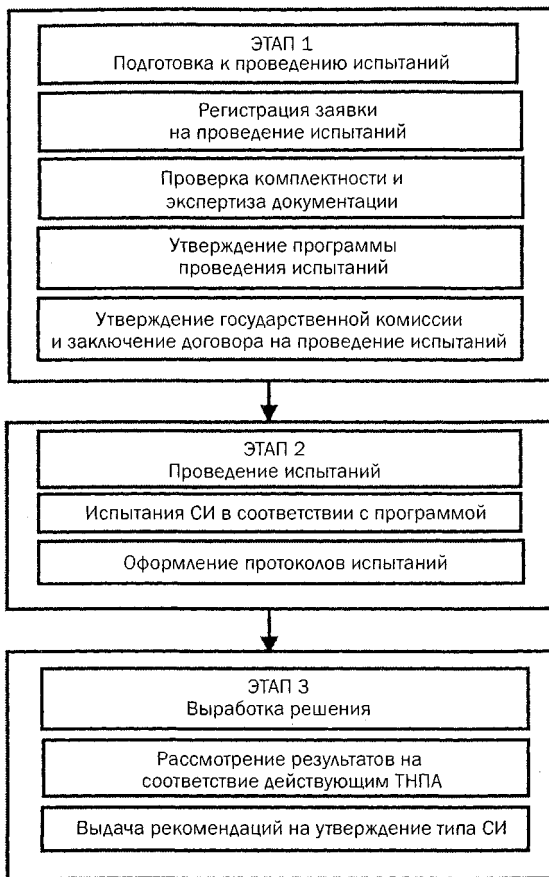 ЭТАП 1
Подготовка к проведению испытаний
Регистрация заявки
на проведение испытаний
Проверка комплектности и
экспертиза документации
Утверждение программы
проведения испытаний
Утверждение государственной комиссии
и заключение договора на проведение испытаний
ЭТАП 2
Проведение испытаний
Испытания СИ в соответствии с программой
Оформление протоколов испытаний
ЭТАП 3
Выработка решения
Рассмотрение результатов на
соответствие действующим ТНПА
Выдача рекомендаций на утверждение типа СИ